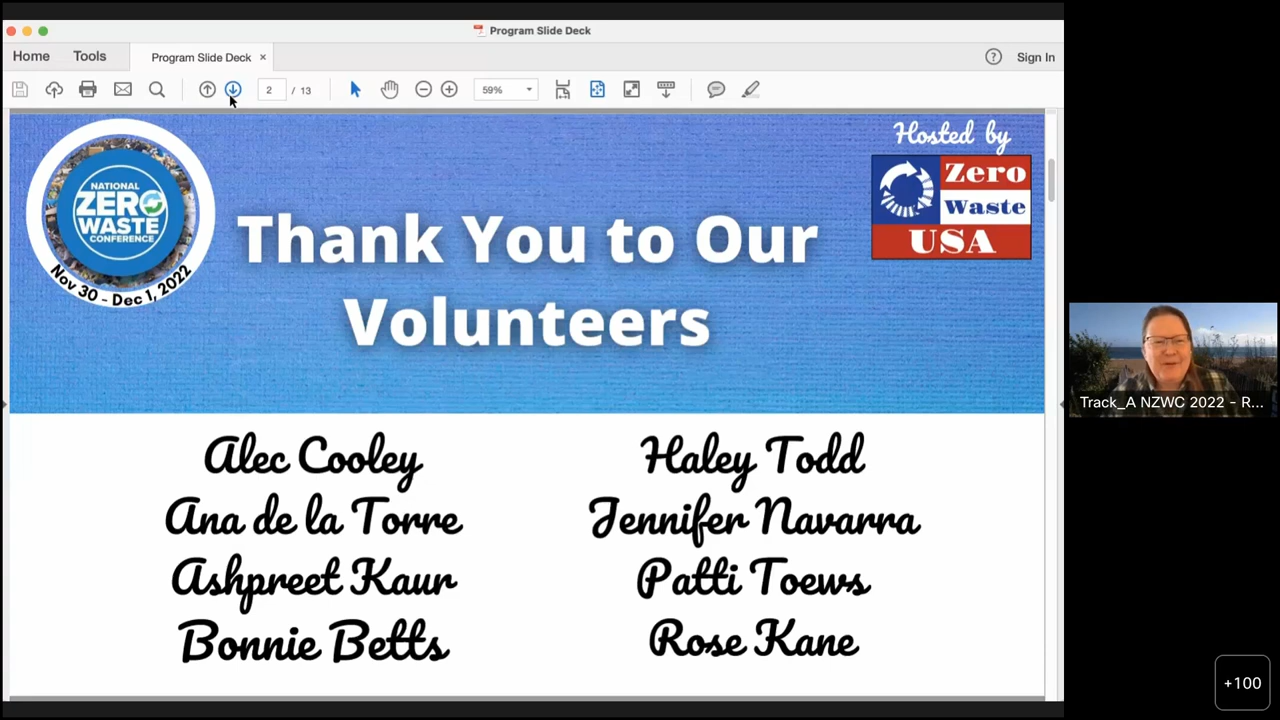 Program Slide Deck
Home Tools Program Slide Deck × ? Sign In
2 / 13 59%
NATIONAL
ZERO
WASTE
CONFERENCE
Nov 30 - Dec 1, 2022
Hosted by
Zero
Waste
USA
Thank You to Our
Volunteers
Alec Cooley
Haley Todd
Ana de la Torre
Jennifer Navarra
Ashpreet Kaur
Patti Toews
Bonnie Betts
Rose Kane
Track_A NZWC 2022 - R...
+100